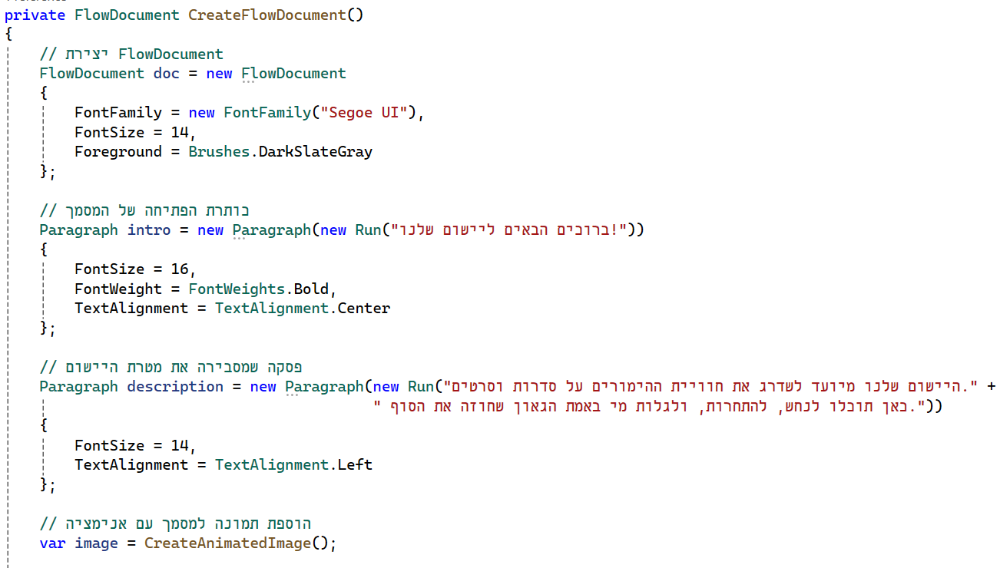 private FlowDocument CreateFlowDocument()
{
// יצירת FlowDocument
FlowDocument doc = new FlowDocument
{
FontFamily = new FontFamily("Segoe UI"),
FontSize = 14,
Foreground = Brushes.DarkSlateGray
};
// כותרת הפתיחה של המסמך
Paragraph intro = new Paragraph(new Run("ברוכים הבאים ליישום שלנו!"))
{
FontSize = 16,
FontWeight = FontWeights.Bold,
TextAlignment = TextAlignment.Center
};
// פסקה שמסבירה את מטרת היישום
Paragraph description = new Paragraph(new Run("היישום שלנו מיועד לשדרג את חוויית ההימורים על סדרות וסרטים." +
" כאן תוכלו לנחש, להתחרות, ולגלות מי באמת הגאון שחוזה את הסוף."))
{
FontSize = 14,
TextAlignment = TextAlignment.Left
};
// הוספת תמונה למסמך עם אנימציה
var image = CreateAnimatedImage();